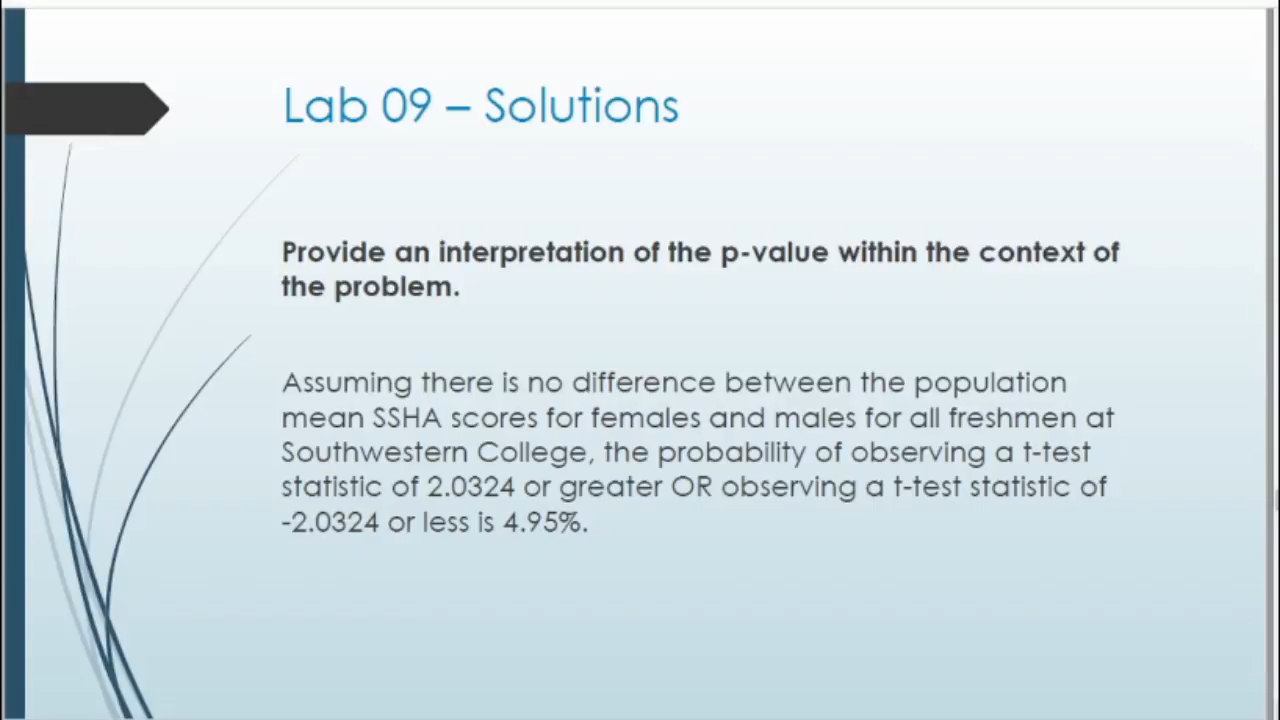 Lab 09 – Solutions
Provide an interpretation of the p-value within the context of
the problem.
Assuming there is no difference between the population
mean SSHA scores for females and males for all freshmen at
Southwestern College, the probability of observing a t-test
statistic of 2.0324 or greater OR observing a t-test statistic of
-2.0324 or less is 4.95%.